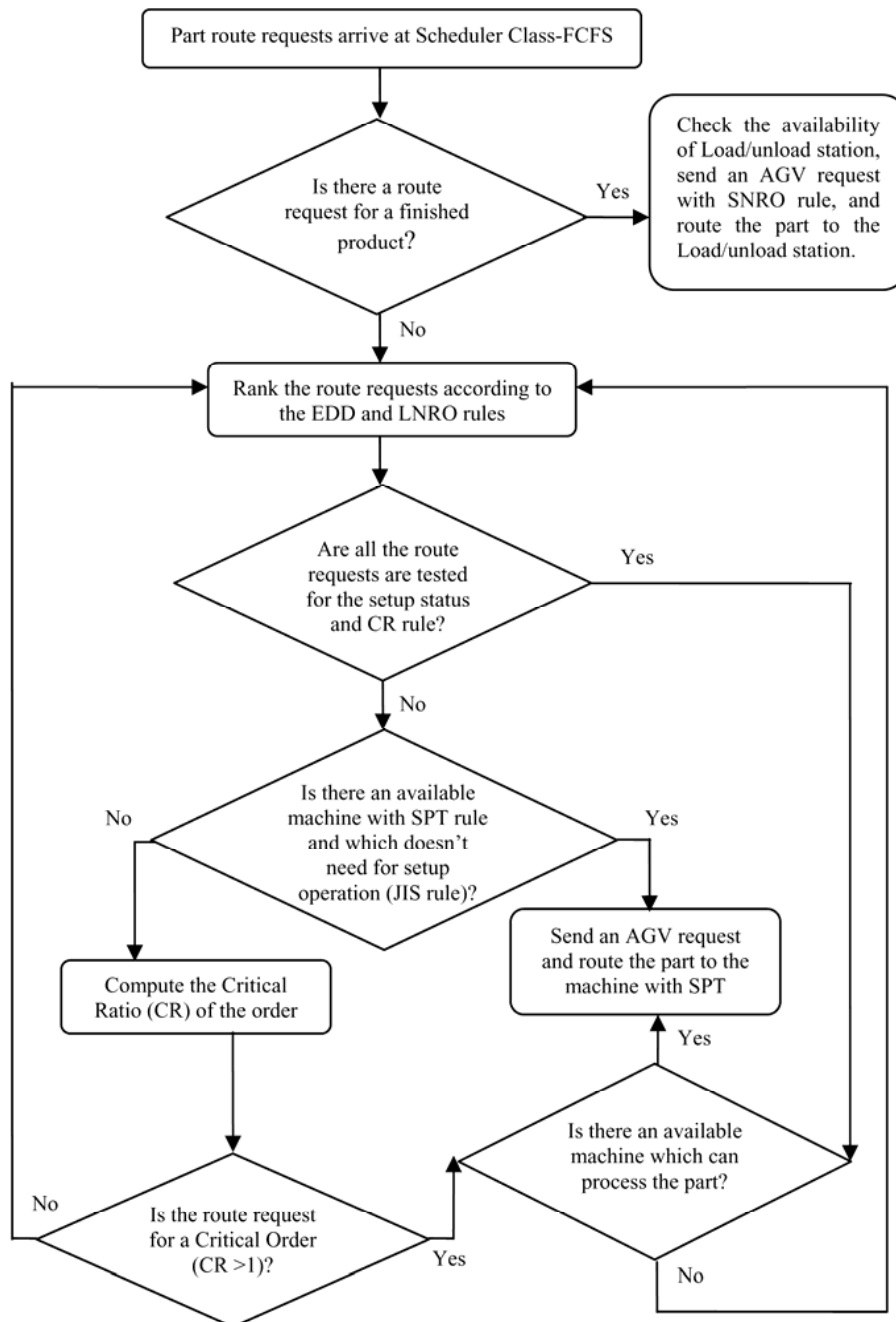 Part route requests arrive at Scheduler Class-FCFS
Check the availability
of Load/unload station,
send an AGV request
with SNRO rule, and
route the part to the
Load/unload station.
Is there a route
request for a finished
product?
Yes
No
Rank the route requests according to
the EDD and LNRO rules
Are all the route
requests are tested
for the setup status
and CR rule?
Yes
No
Is there an available
machine with SPT rule
and which doesn't
need for setup
operation (JIS rule)?
No
Yes
Send an AGV request
and route the part to the
machine with SPT
Compute the Critical
Ratio (CR) of the order
Yes
Is there an available
machine which can
process the part?
No
Is the route request
for a Critical Order
(CR >1)?
Yes
No